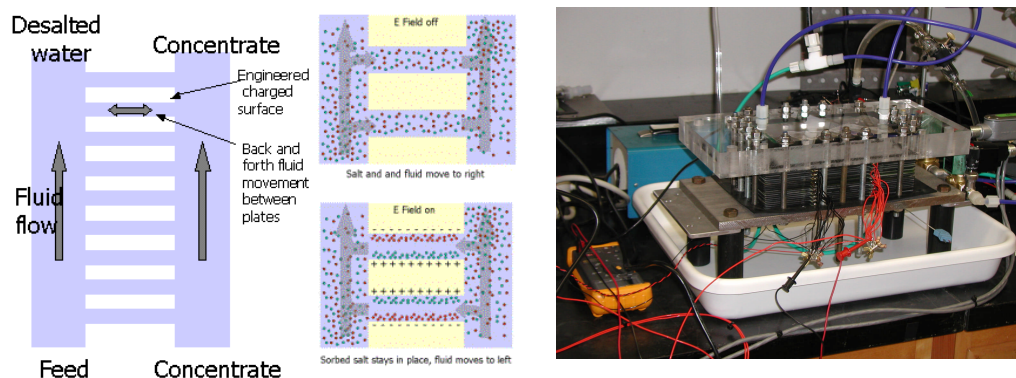 Desalted
water
Concentrate
Engineered
charged
surface
Back and
forth fluid
movement
between
plates
Fluid
flow
Feed
Concentrate
E Field off
Salt and and fluid move to right
E Field on
Sorbed salt stays in place, fluid moves to left